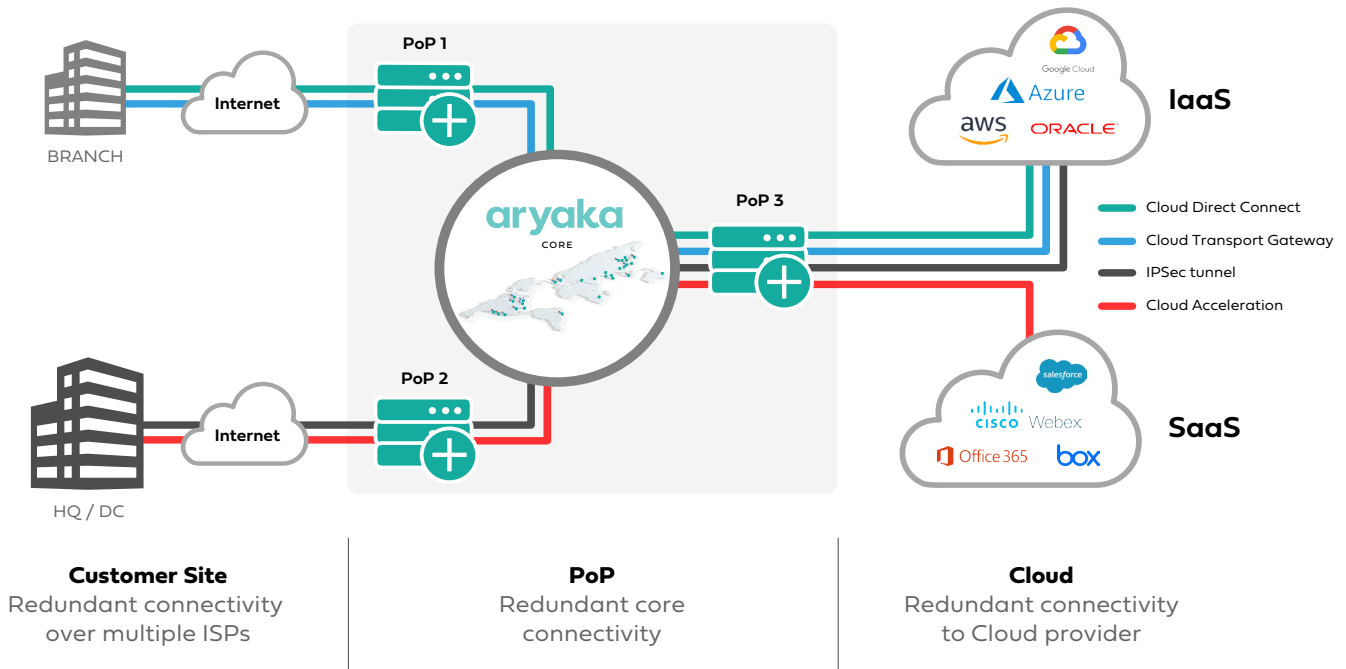 PoP 1
Internet
BRANCH
aryaka
CORE
PoP 3
PoP 2
Internet
HQ / DC
Google Cloud
Azure
aws
ORACLE
IaaS
Cloud Direct Connect
Cloud Transport Gateway
IPSec tunnel
Cloud Acceleration
salesforce
CISCO Webex
Office 365
box
SaaS
Customer Site
Redundant connectivity
over multiple ISPs
PoP
Redundant core
connectivity
Cloud
Redundant connectivity
to Cloud provider